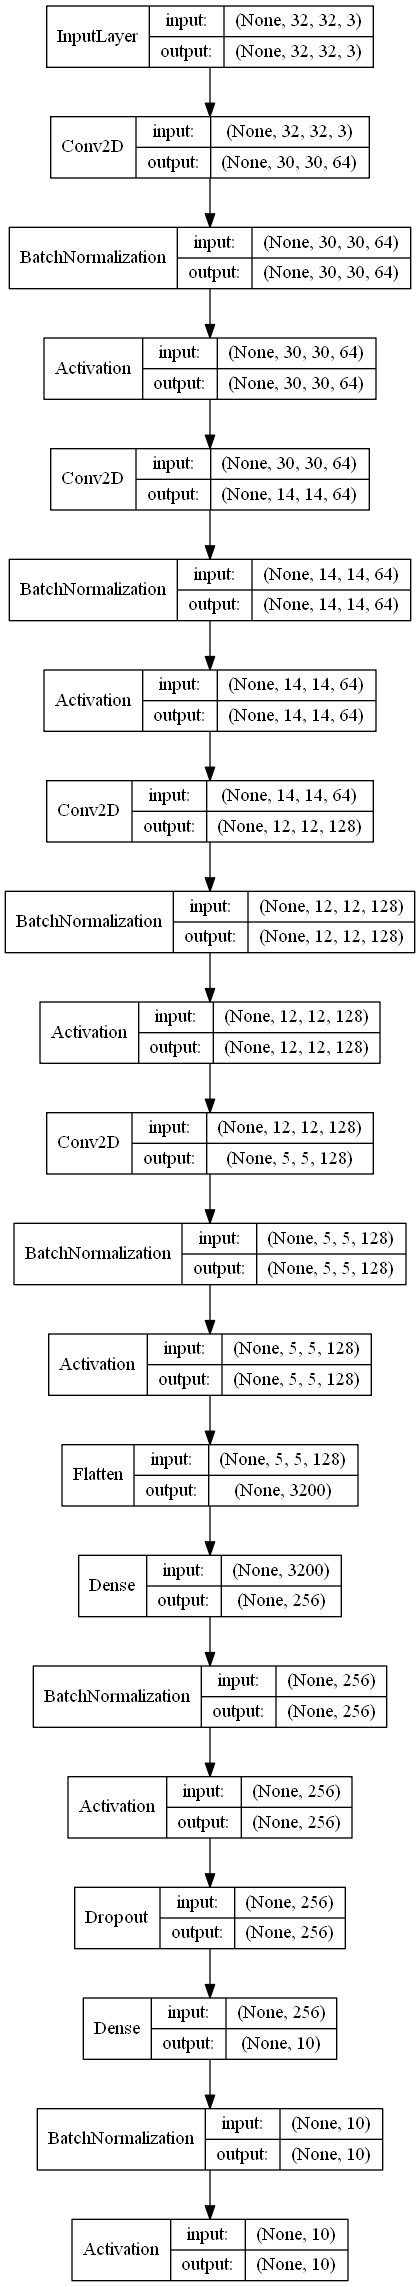 InputLayer
input: (None, 32, 32, 3)
output: (None, 32, 32, 3)
Conv2D
input: (None, 32, 32, 3)
output: (None, 30, 30, 64)
BatchNormalization
input: (None, 30, 30, 64)
output: (None, 30, 30, 64)
Activation
input: (None, 30, 30, 64)
output: (None, 30, 30, 64)
Conv2D
input: (None, 30, 30, 64)
output: (None, 14, 14, 64)
BatchNormalization
input: (None, 14, 14, 64)
output: (None, 14, 14, 64)
Activation
input: (None, 14, 14, 64)
output: (None, 14, 14, 64)
Conv2D
input: (None, 14, 14, 64)
output: (None, 12, 12, 128)
BatchNormalization
input: (None, 12, 12, 128)
output: (None, 12, 12, 128)
Activation
input: (None, 12, 12, 128)
output: (None, 12, 12, 128)
Conv2D
input: (None, 12, 12, 128)
output: (None, 5, 5, 128)
BatchNormalization
input: (None, 5, 5, 128)
output: (None, 5, 5, 128)
Activation
input: (None, 5, 5, 128)
output: (None, 5, 5, 128)
Flatten
input: (None, 5, 5, 128)
output: (None, 3200)
Dense
input: (None, 3200)
output: (None, 256)
BatchNormalization
input: (None, 256)
output: (None, 256)
Activation
input: (None, 256)
output: (None, 256)
Dropout
input: (None, 256)
output: (None, 256)
Dense
input: (None, 256)
output: (None, 10)
BatchNormalization
input: (None, 10)
output: (None, 10)
Activation
input: (None, 10)
output: (None, 10)